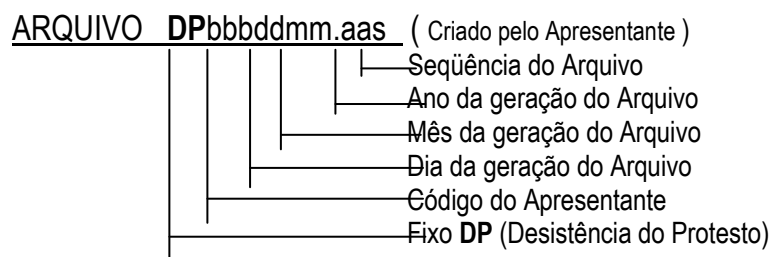 ARQUIVO DPbbbddmm.aas ( Criado pelo Apresentante )
Seqüência do Arquivo
Ano da geração do Arquivo
Mês da geração do Arquivo
Dia da geração do Arquivo
Código do Apresentante
Fixo DP (Desistência do Protesto)